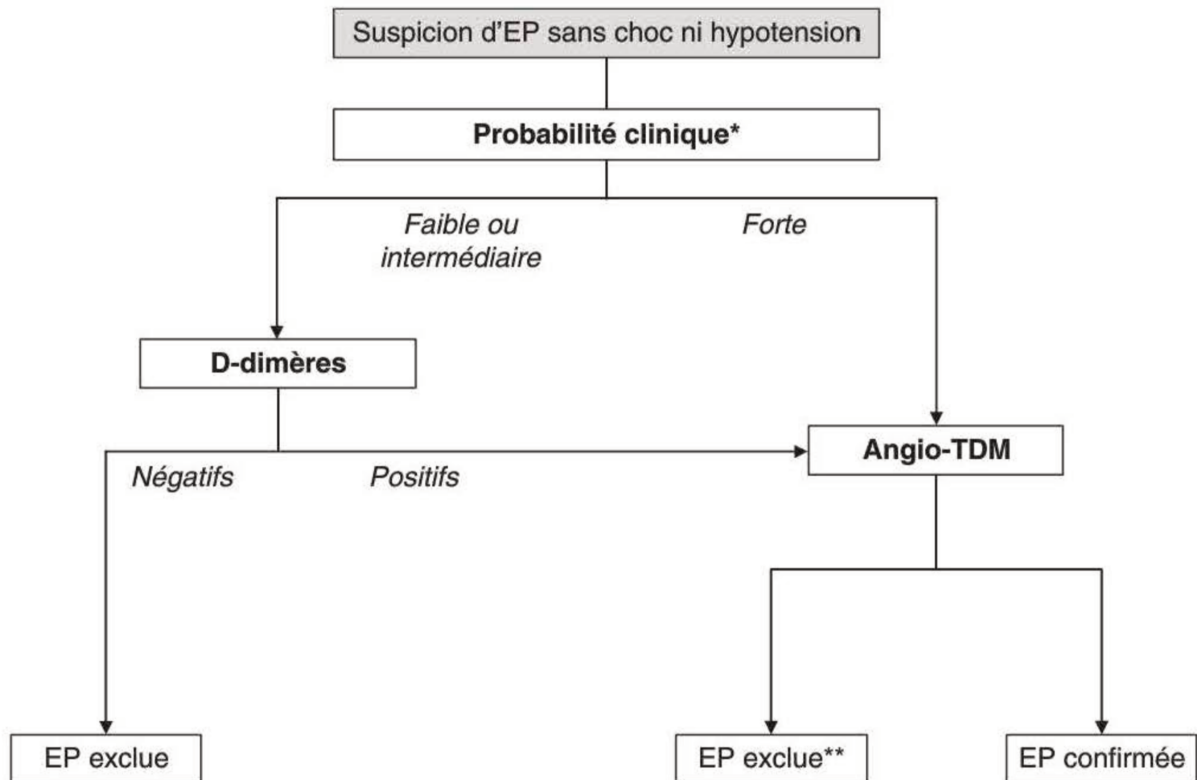 Suspicion d'EP sans choc ni hypotension
Probabilité clinique*
Faible ou
intermédiaire
Forte
D-dimères
Angio-TDM
Négatifs
Positifs
EP exclue
EP exclue**
EP confirmée